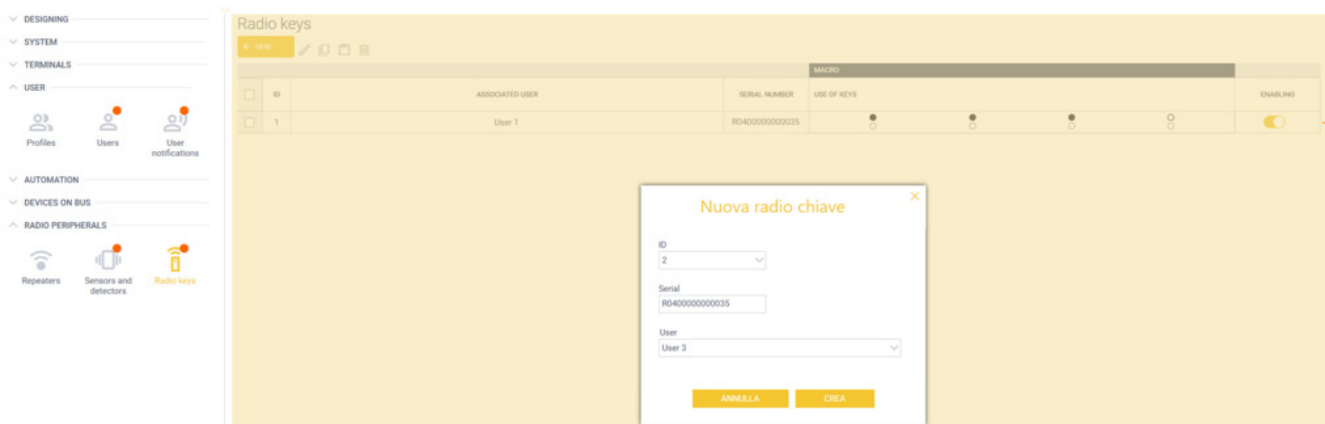 DESIGNING
SYSTEM
TERMINALS
USER
Profiles
Users
User
notifications
AUTOMATION
DEVICES ON BUS
RADIO PERIPHERALS
Repeaters
Sensors and
detectors
Radio keys
Radio keys
+ NEW
MACRO
ID
ASSOCIATED USER
SERIAL NUMBER
USE OF KEYS
ENABLING
1
User 1
R0400000000035
Nuova radio chiave
ID
2
Serial
R0400000000035
User
User 3
ANNULLA
CREA